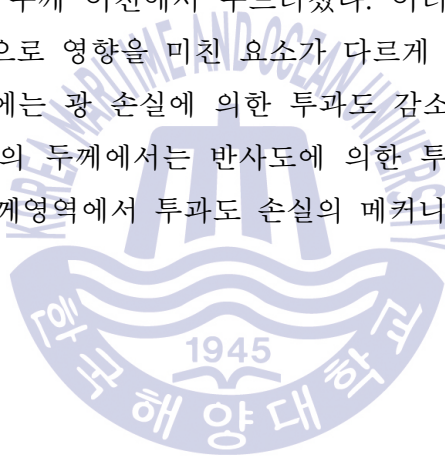 두께 이전에서 두드러졌다. 이러
으로 영향을 미친 요소가 다르게
에는 광 손실에 의한 투과도 감소
의 두께에서는 반사도에 의한 투
께영역에서 투과도 손실의 메커니
KOREA MARITIME AND OCEAN UNIVERSITY
1945
한국해양대학교